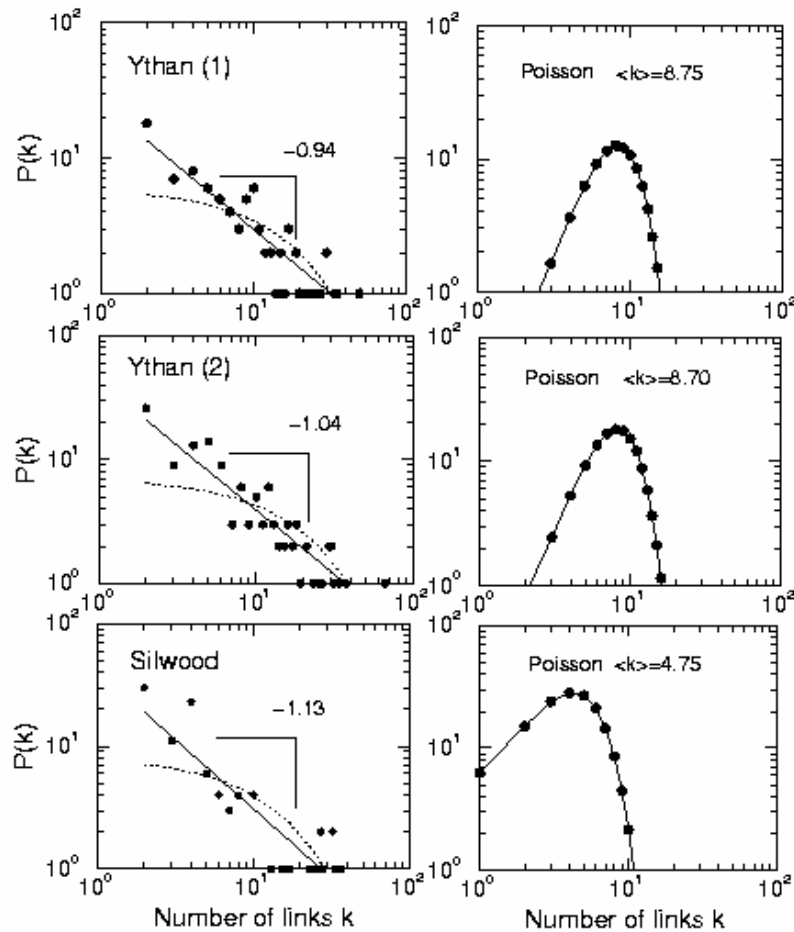 10²
Ythan (1)
−0.94
P(k)
10¹
10⁰
10⁰ 10¹ 10²
10²
Poisson <k>=8.75
10¹
10⁰
10⁰ 10¹ 10²
10²
Ythan (2)
−1.04
P(k)
10¹
10⁰
10⁰ 10¹ 10²
10²
Poisson <k>=8.70
10¹
10⁰
10⁰ 10¹ 10²
10²
Silwood
−1.13
P(k)
10¹
10⁰
10⁰ 10¹ 10²
Number of links k
10²
Poisson <k>=4.75
10¹
10⁰
10⁰ 10¹ 10²
Number of links k